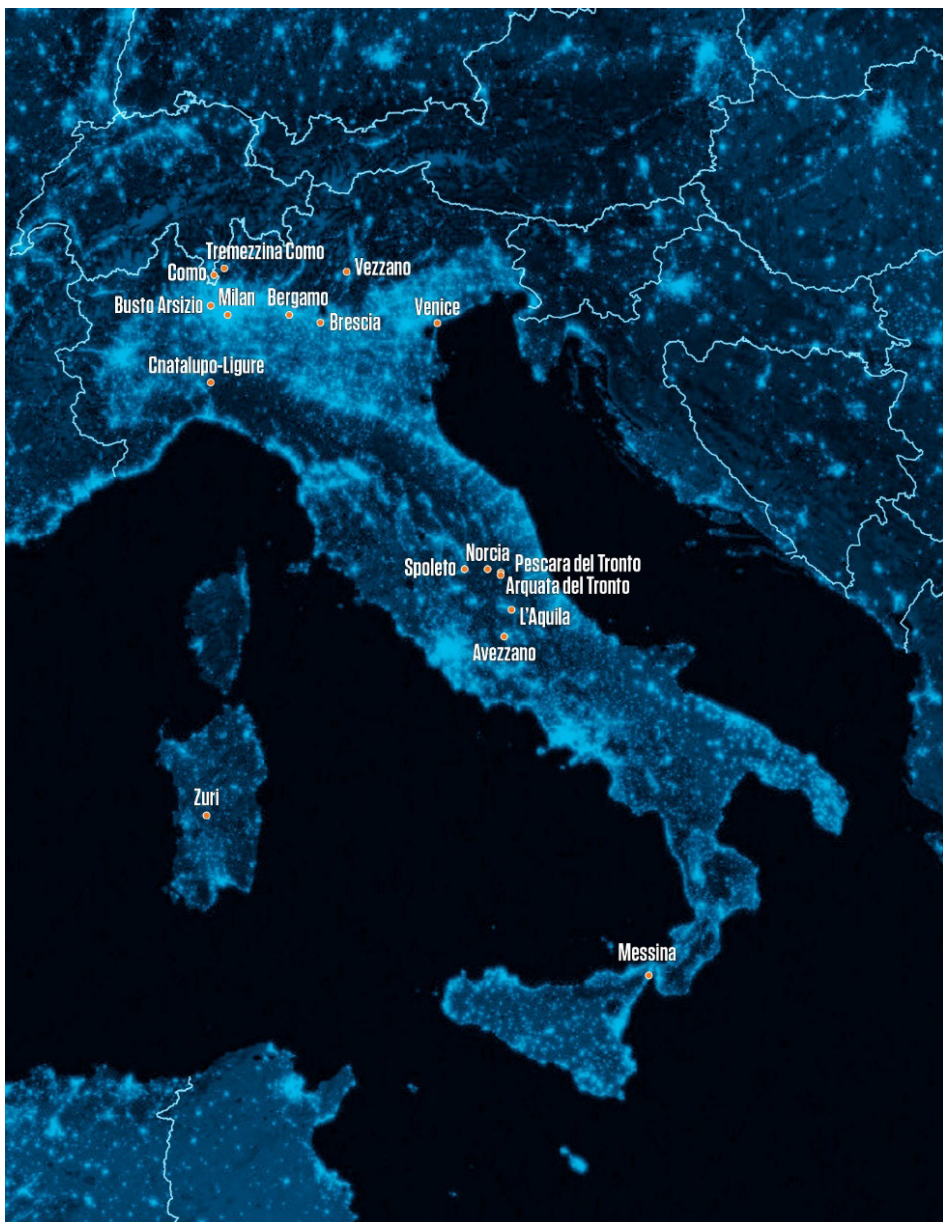 Tremezzina Como
Como
Vezzano
Busto Arsizio
Milan
Bergamo
Brescia
Venice
Cnatalupo-Ligure
Norcia
Spoleto
Pescara del Tronto
Arquata del Tronto
L'Aquila
Avezzano
Zuri
Messina